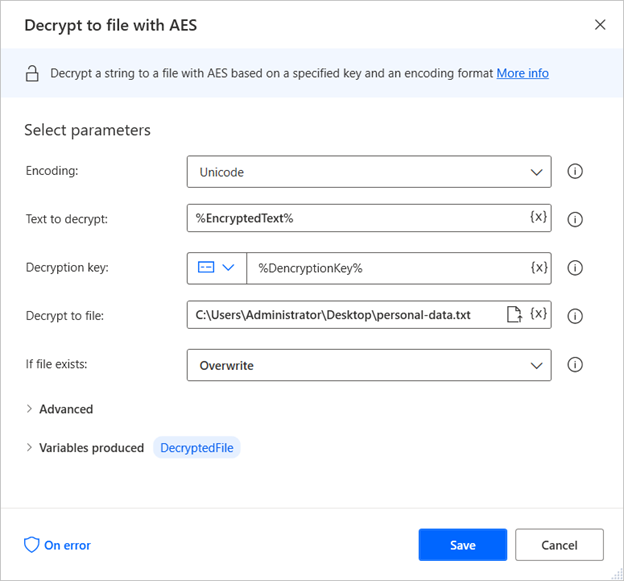 Decrypt to file with AES
Decrypt a string to a file with AES based on a specified key and an encoding format More info
Select parameters
Encoding: Unicode
Text to decrypt: %EncryptedText% {x}
Decryption key: %DencryptionKey% {x}
Decrypt to file: C:\Users\Administrator\Desktop\personal-data.txt {x}
If file exists: Overwrite
Advanced
Variables produced DecryptedFile
On error Save Cancel